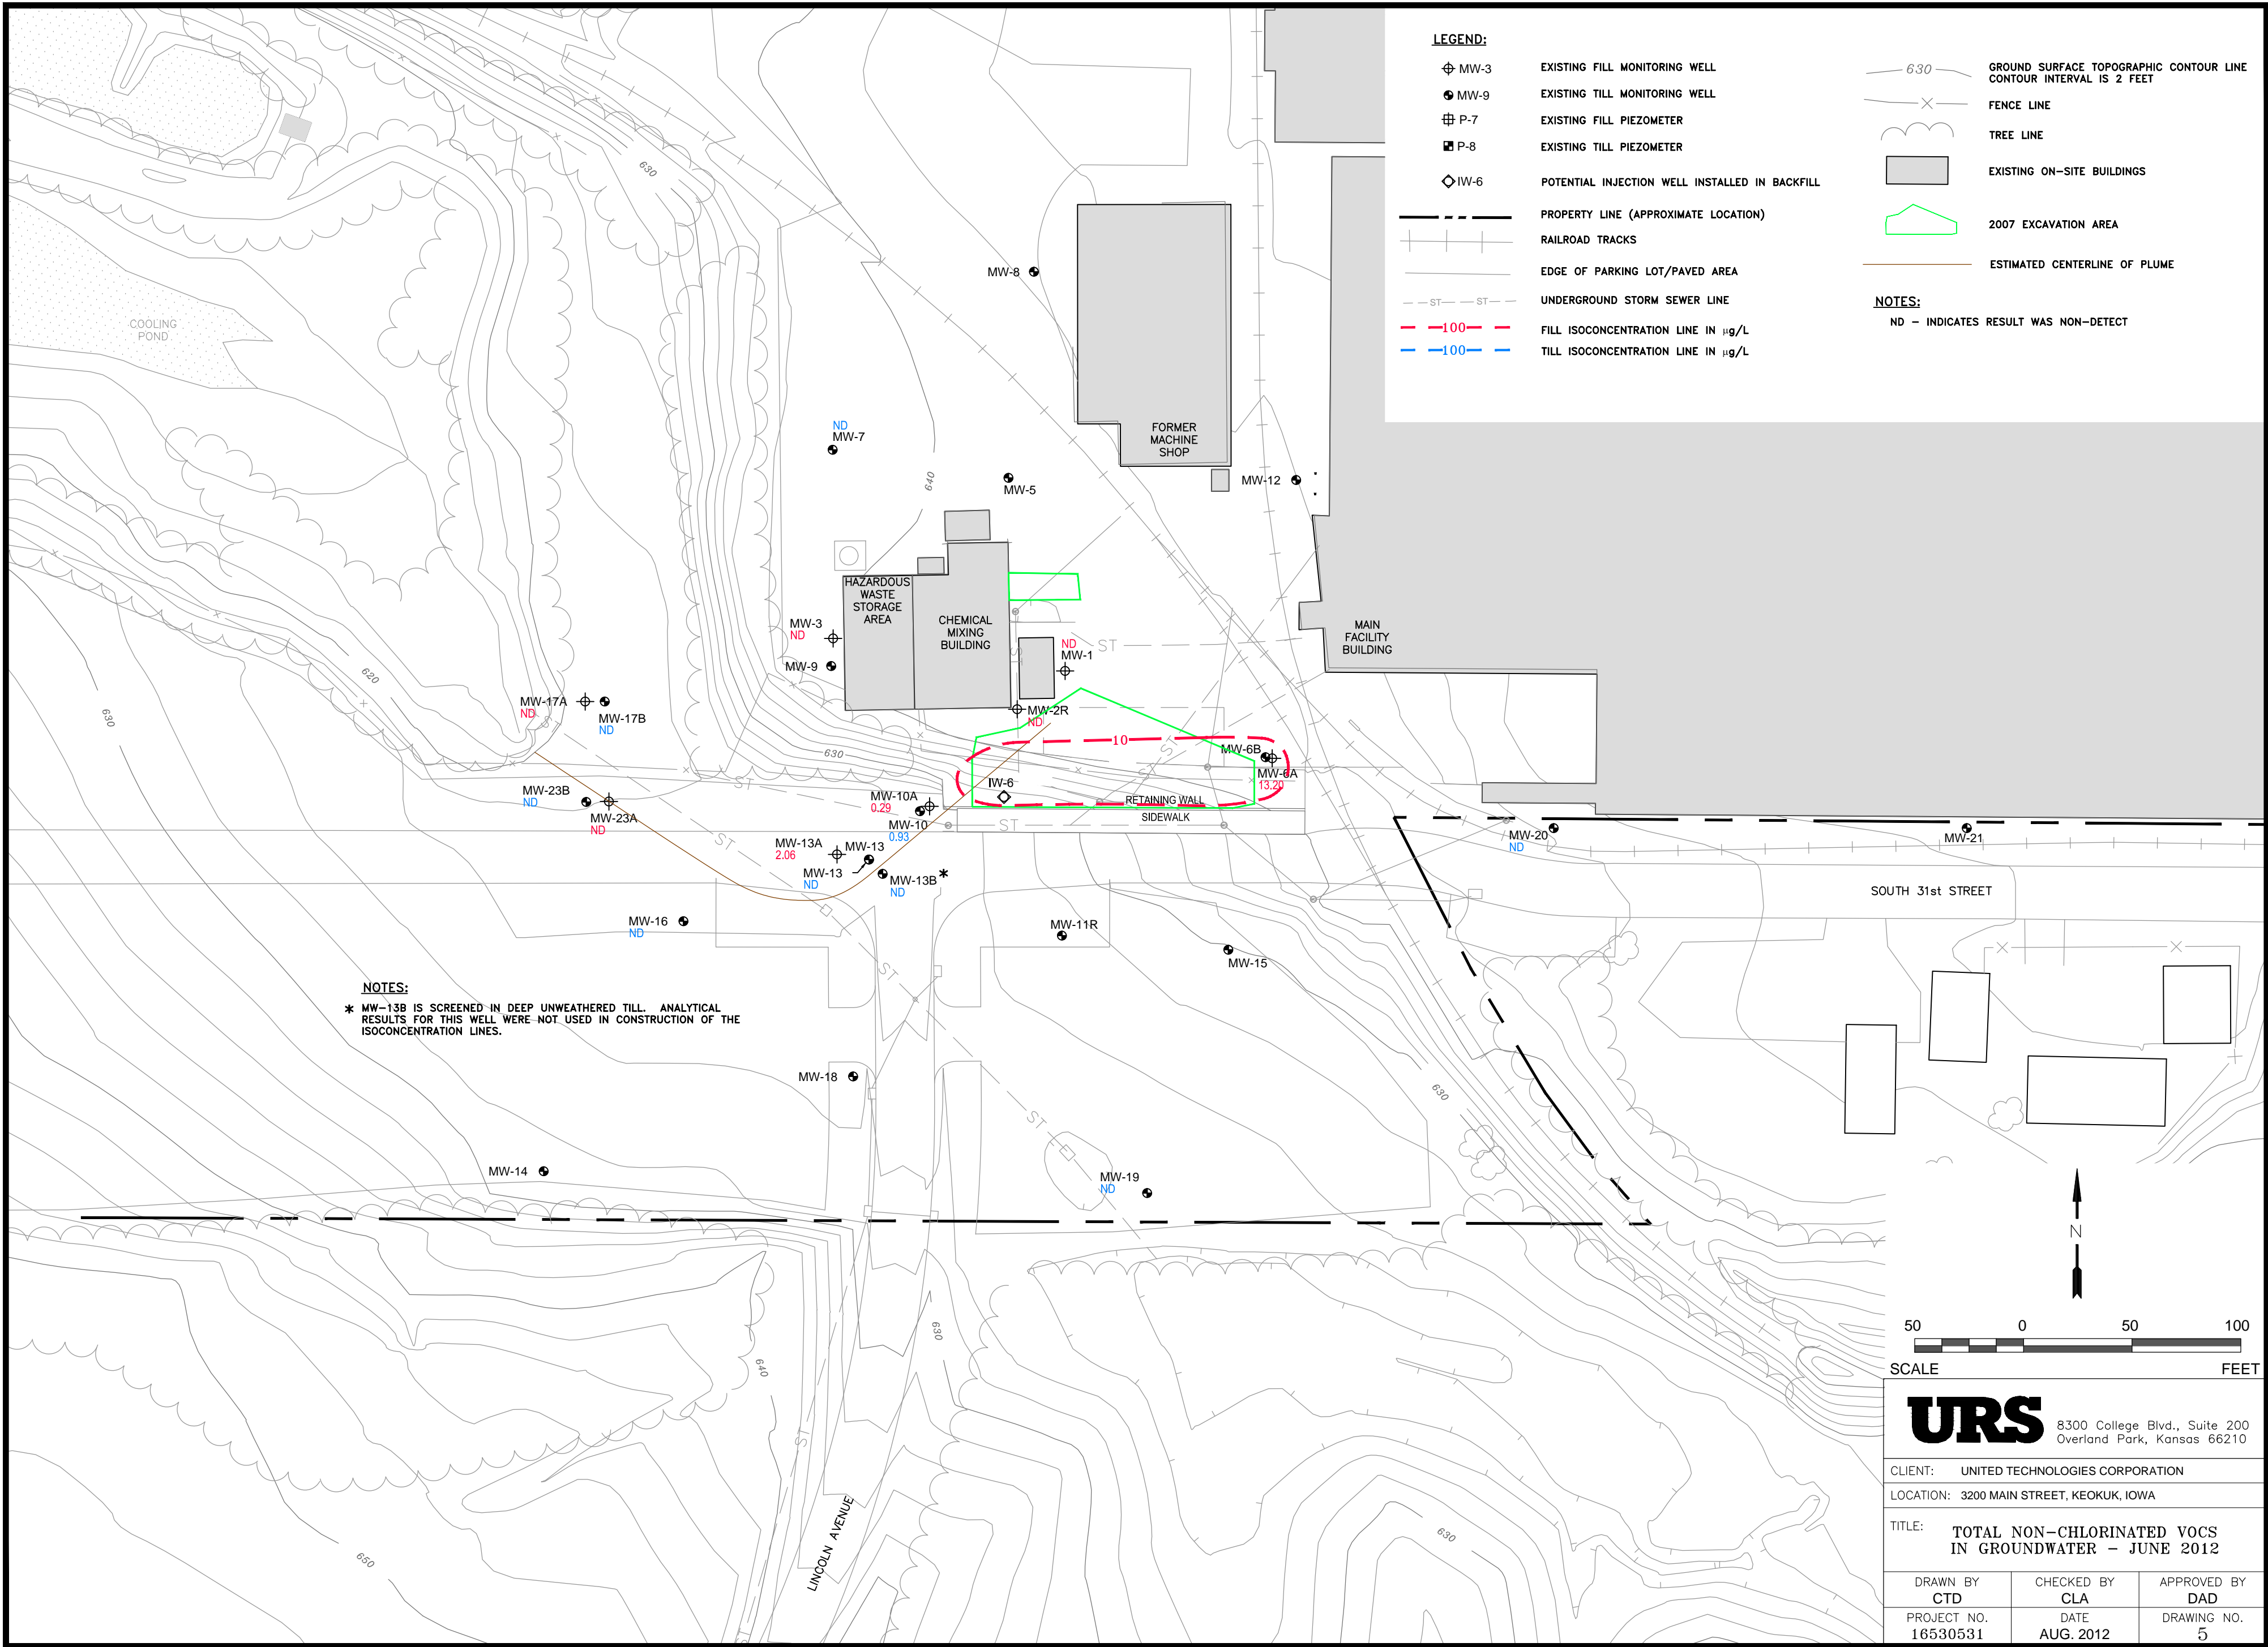 LEGEND:
MW-3 EXISTING FILL MONITORING WELL
MW-9 EXISTING TILL MONITORING WELL
P-7 EXISTING FILL PIEZOMETER
P-8 EXISTING TILL PIEZOMETER
IW-6 POTENTIAL INJECTION WELL INSTALLED IN BACKFILL
PROPERTY LINE (APPROXIMATE LOCATION)
RAILROAD TRACKS
EDGE OF PARKING LOT/PAVED AREA
ST ST UNDERGROUND STORM SEWER LINE
100 FILL ISOCONCENTRATION LINE IN µg/L
100 TILL ISOCONCENTRATION LINE IN µg/L
630 GROUND SURFACE TOPOGRAPHIC CONTOUR LINE
CONTOUR INTERVAL IS 2 FEET
FENCE LINE
TREE LINE
EXISTING ON-SITE BUILDINGS
2007 EXCAVATION AREA
ESTIMATED CENTERLINE OF PLUME
NOTES:
ND - INDICATES RESULT WAS NON-DETECT
630
COOLING
POND
MW-8
FORMER
MACHINE
SHOP
ND
MW-7
640
MW-5
MW-12
HAZARDOUS
WASTE
STORAGE
AREA
CHEMICAL
MIXING
BUILDING
MAIN
FACILITY
BUILDING
MW-3
ND
MW-9
ND
MW-1
ST
ST
620
630
MW-17A
ND
MW-17B
ND
ST
MW-2R
ND
630
10
ST
MW-6B
MW-6A
13.20
ST
IW-6
MW-23B
ND
MW-23A
ND
MW-10A
0.29
MW-10
0.93
RETAINING WALL
SIDEWALK
ST
ST
MW-13A
2.06
MW-13
MW-13
ND
MW-13B *
ND
MW-20
ND
MW-21
SOUTH 31st STREET
MW-16
ND
MW-11R
MW-15
ST
NOTES:
* MW-13B IS SCREENED IN DEEP UNWEATHERED TILL. ANALYTICAL
RESULTS FOR THIS WELL WERE NOT USED IN CONSTRUCTION OF THE
ISOCONCENTRATION LINES.
MW-18
630
ST
MW-14
MW-19
ND
N
630
640
ST
LINCOLN AVENUE
630
650
ST
50 0 50 100
SCALE FEET
URS
8300 College Blvd., Suite 200
Overland Park, Kansas 66210
CLIENT: UNITED TECHNOLOGIES CORPORATION
LOCATION: 3200 MAIN STREET, KEOKUK, IOWA
TITLE: TOTAL NON-CHLORINATED VOCS
IN GROUNDWATER - JUNE 2012
DRAWN BY CHECKED BY APPROVED BY
CTD CLA DAD
PROJECT NO. DATE DRAWING NO.
16530531 AUG. 2012 5